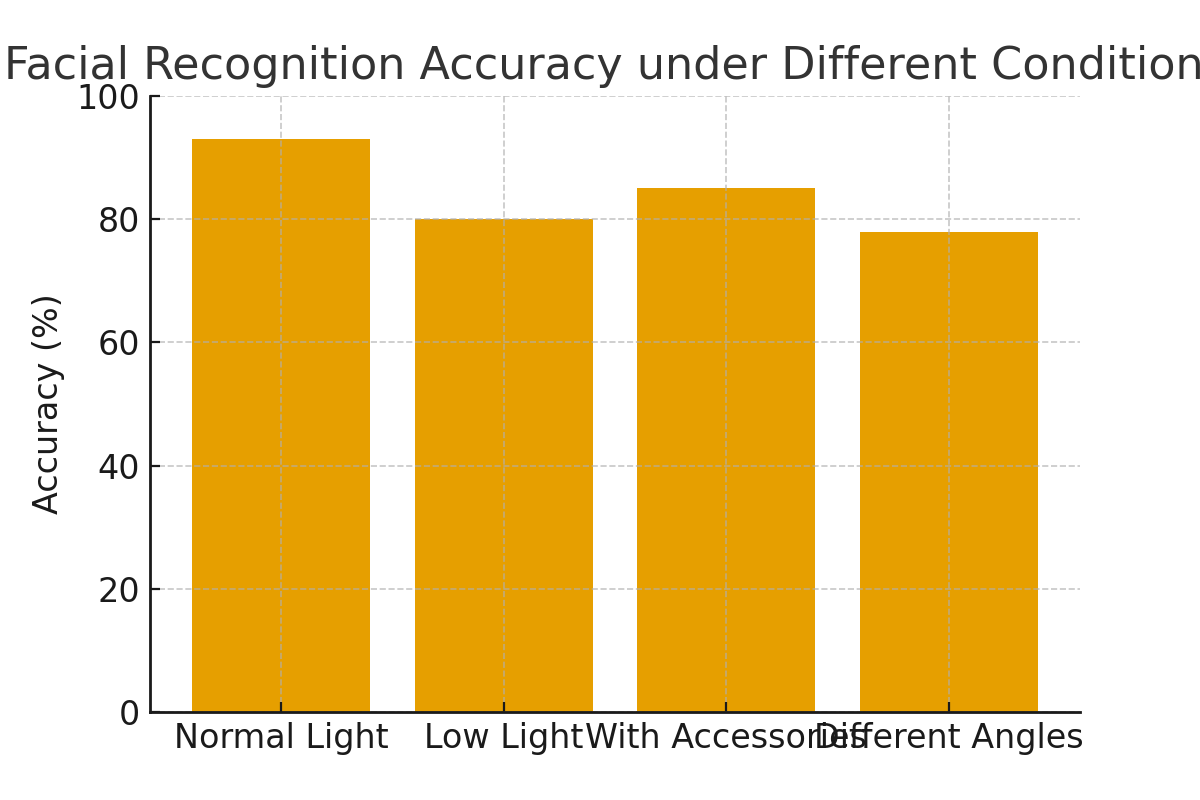 Facial Recognition Accuracy under Different Condition
100
80
60
40
20
0
Accuracy (%)
Normal Light
Low Light
With Accessories
Different Angles